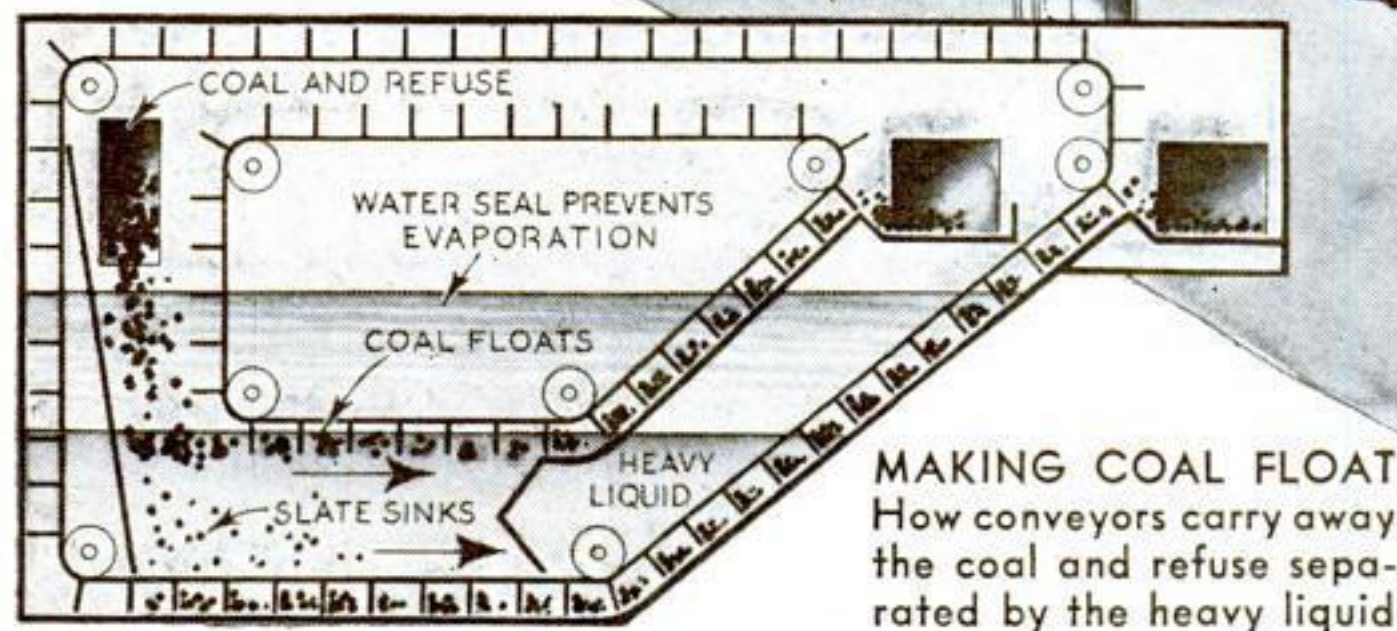 COAL AND REFUSE
WATER SEAL PREVENTS
EVAPORATION
COAL FLOATS
HEAVY
LIQUID
SLATE SINKS
MAKING COAL FLOAT
How conveyors carry away
the coal and refuse sepa-
rated by the heavy liquid